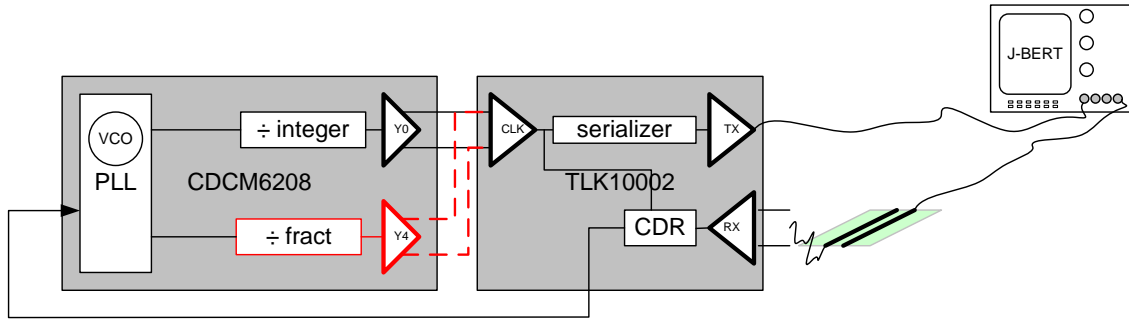 J-BERT
VCO
PLL
÷ integer
Y0
CDCM6208
÷ fract
Y4
CLK
serializer
TX
TLK10002
CDR
RX